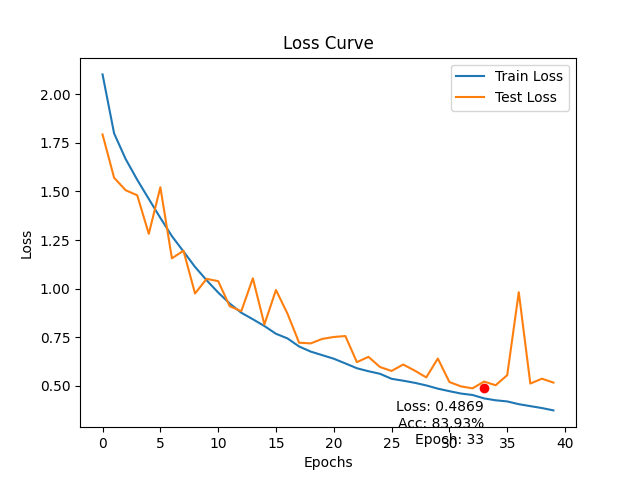 Loss Curve
Train Loss
Test Loss
2.00
1.75
1.50
1.25
1.00
0.75
0.50
Loss
Loss: 0.4869
Acc: 83.93%
Epoch: 33
0 5 10 15 20 25 30 35 40
Epochs